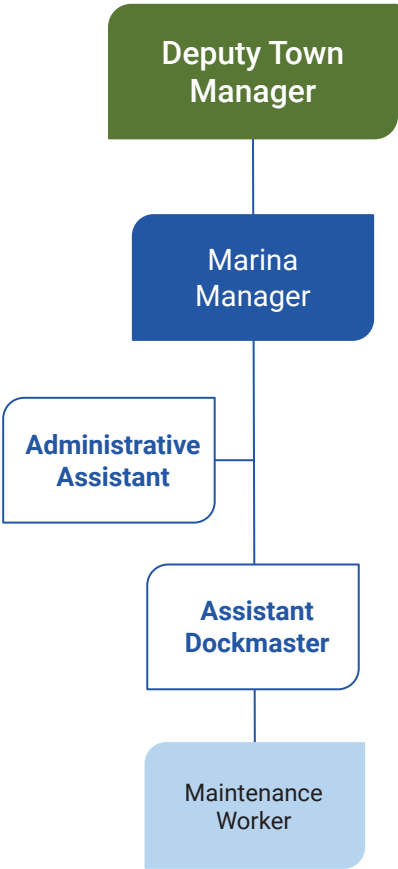 Deputy Town
Manager
Marina
Manager
Administrative
Assistant
Assistant
Dockmaster
Maintenance
Worker